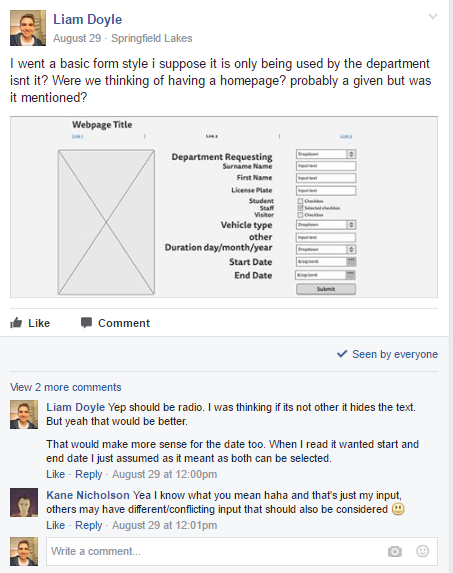 Liam Doyle
August 29 · Springfield Lakes
I went a basic form style i suppose it is only being used by the department
isnt it? Were we thinking of having a homepage? probably a given but was
it mentioned?
Webpage Title
Link 1 | Link 2 | Link 3
Department Requesting Dropdown
Surname Name Input text
First Name Input text
License Plate Input text
Student Checkbox
Staff Selected checkbox
Visitor Checkbox
Vehicle type Dropdown
other Input text
Duration day/month/year Dropdown
Start Date
End Date
Submit
Like Comment
Seen by everyone
View 2 more comments
Liam Doyle Yep should be radio. I was thinking if its not other it hides the text.
But yeah that would be better.
That would make more sense for the date too. When I read it wanted start and
end date I just assumed as it meant as both can be selected.
Like · Reply · August 29 at 12:00pm
Kane Nicholson Yea I know what you mean haha and that's just my input,
others may have different/conflicting input that should also be considered
Like · Reply · August 29 at 12:01pm
Write a comment...